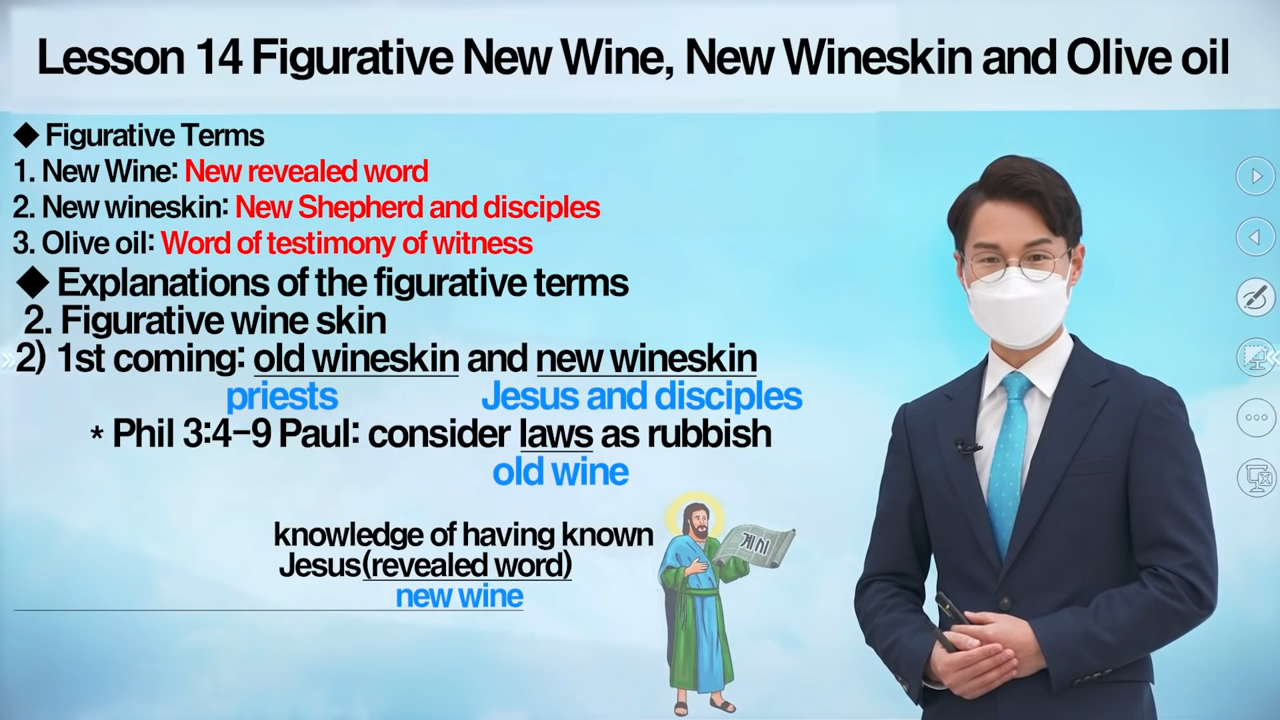 Lesson 14 Figurative New Wine, New Wineskin and Olive oil
◆ Figurative Terms
1. New Wine: New revealed word
2. New wineskin: New Shepherd and disciples
3. Olive oil: Word of testimony of witness
◆ Explanations of the figurative terms
2. Figurative wine skin
2) 1st coming: old wineskin and new wineskin
priests Jesus and disciples
* Phil 3:4-9 Paul: consider laws as rubbish
old wine
knowledge of having known
Jesus(revealed word)
new wine
계시